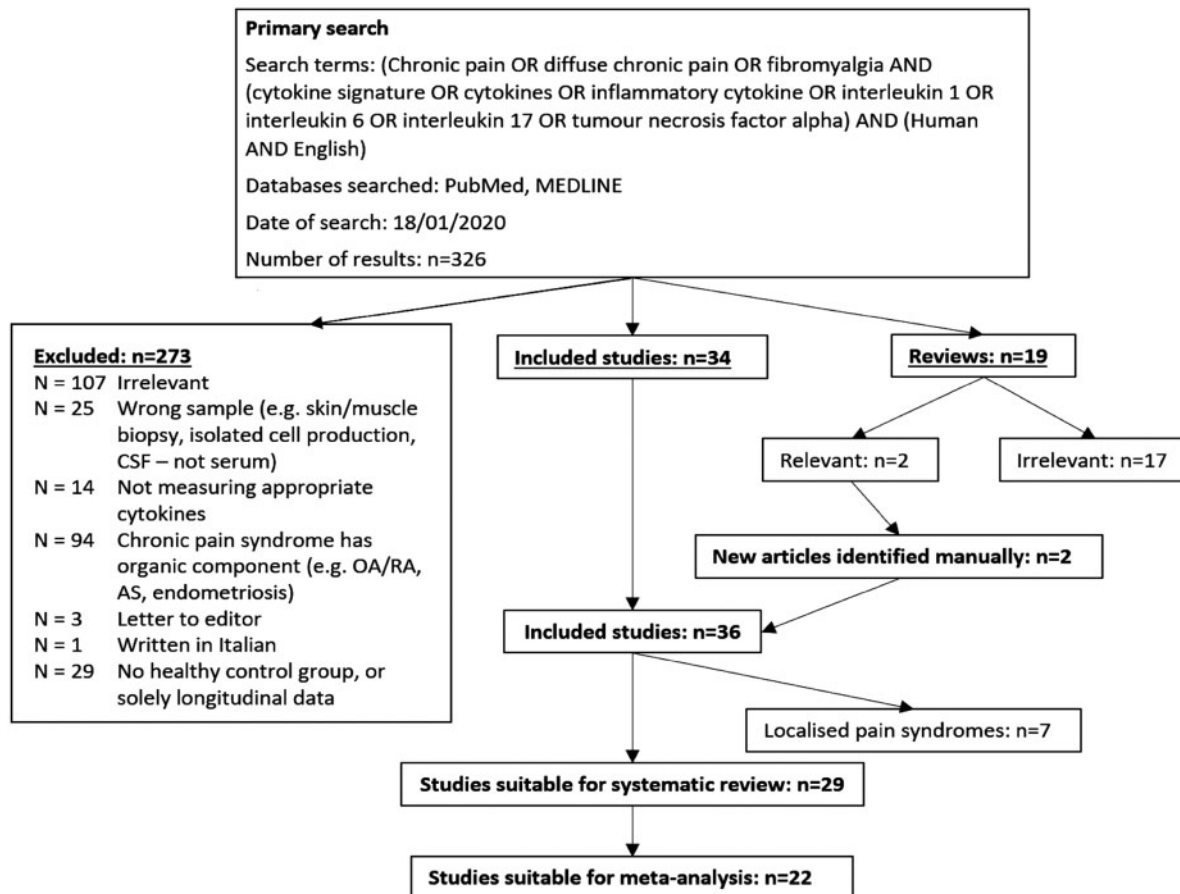 Primary search
Search terms: (Chronic pain OR diffuse chronic pain OR fibromyalgia AND
(cytokine signature OR cytokines OR inflammatory cytokine OR interleukin 1 OR
interleukin 6 OR interleukin 17 OR tumour necrosis factor alpha) AND (Human
AND English)
Databases searched: PubMed, MEDLINE
Date of search: 18/01/2020
Number of results: n=326
Excluded: n=273
N = 107 Irrelevant
N = 25 Wrong sample (e.g. skin/muscle
biopsy, isolated cell production,
CSF – not serum)
N = 14 Not measuring appropriate
cytokines
N = 94 Chronic pain syndrome has
organic component (e.g. OA/RA,
AS, endometriosis)
N = 3 Letter to editor
N = 1 Written in Italian
N = 29 No healthy control group, or
solely longitudinal data
Included studies: n=34
Reviews: n=19
Relevant: n=2
Irrelevant: n=17
New articles identified manually: n=2
Included studies: n=36
Localised pain syndromes: n=7
Studies suitable for systematic review: n=29
Studies suitable for meta-analysis: n=22